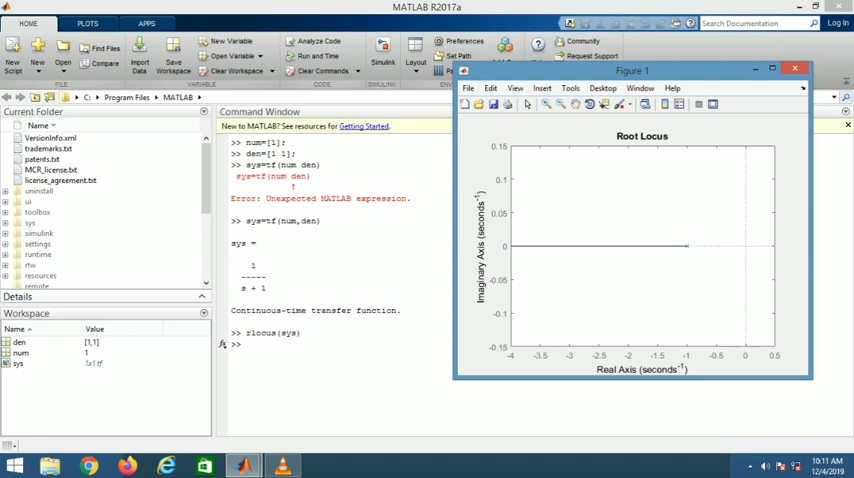 MATLAB R2017a
HOME
PLOTS
APPS
Search Documentation
Log In
New
Script
New
Open
Find Files
Compare
Import
Data
Save
Workspace
New Variable
Open Variable
Clear Workspace
VARIABLE
Analyze Code
Run and Time
Clear Commands
CODE
Simulink
SIMULINK
Layout
Preferences
Set Path
Community
Request Support
C: Program Files MATLAB
Current Folder
Name
VersionInfo.xml
trademarks.txt
patents.txt
MCR_license.txt
license_agreement.txt
uninstall
ui
toolbox
sys
simulink
settings
runtime
rtw
resources
remote
Details
Workspace
Name
Value
den
[1,1]
num
1
sys
1x1 tf
Command Window
New to MATLAB? See resources for Getting Started.
>> num=[1];
>> den=[1 1];
>> sys=tf(num den)
sys=tf(num den)
↑
Error: Unexpected MATLAB expression.
>> sys=tf(num,den)
sys =
1
-----
s + 1
Continuous-time transfer function.
>> rlocus(sys)
fx >>
Figure 1
File Edit View Insert Tools Desktop Window Help
Root Locus
0.15
0.1
0.05
0
-0.05
-0.1
-0.15
Imaginary Axis (seconds⁻¹)
-4 -3.5 -3 -2.5 -2 -1.5 -1 -0.5 0 0.5
Real Axis (seconds⁻¹)
10:11 AM
12/4/2019